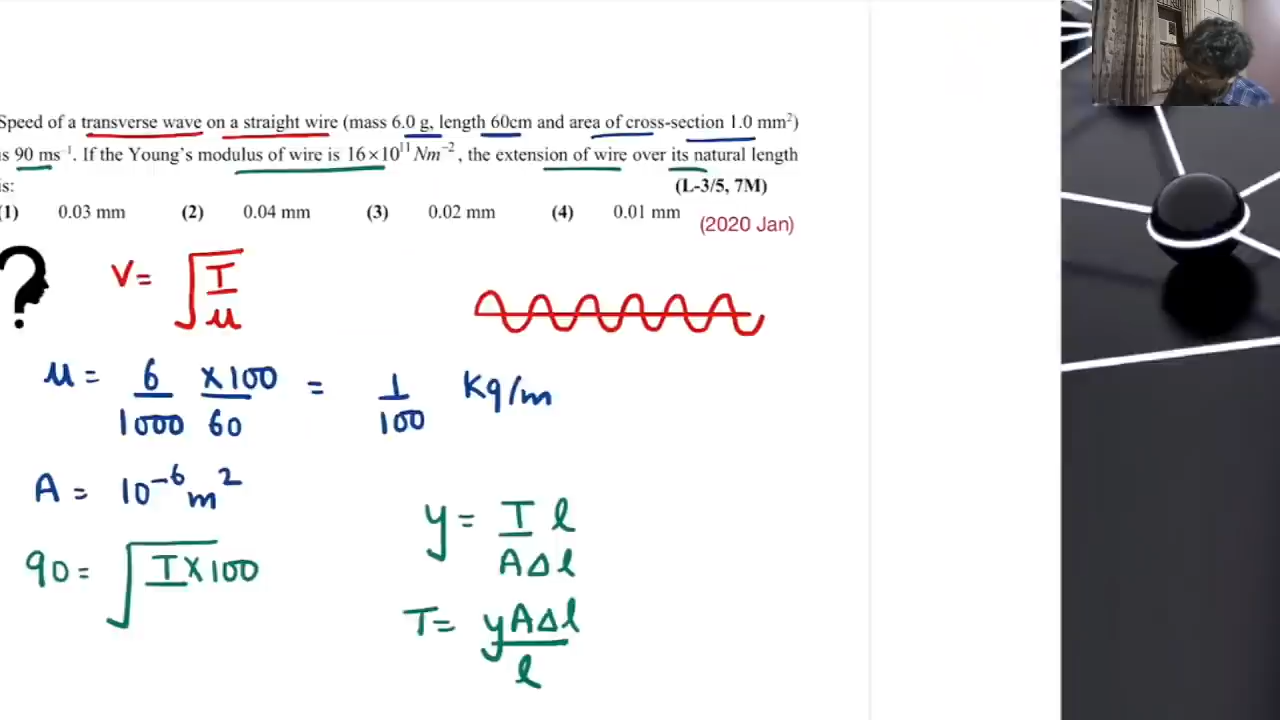 Speed of a transverse wave on a straight wire (mass 6.0 g, length 60cm and area of cross-section 1.0 mm²)
is 90 ms⁻¹. If the Young's modulus of wire is 16×10¹¹ Nm⁻², the extension of wire over its natural length
is:
(L-3/5, 7M)
(1) 0.03 mm (2) 0.04 mm (3) 0.02 mm (4) 0.01 mm
(2020 Jan)
V = √(T/μ)
μ = 6/1000 × 100/60 = 1/100 Kg/m
A = 10⁻⁶ m²
y = T l / A Δl
90 = √(T × 100)
T = y A Δl / l